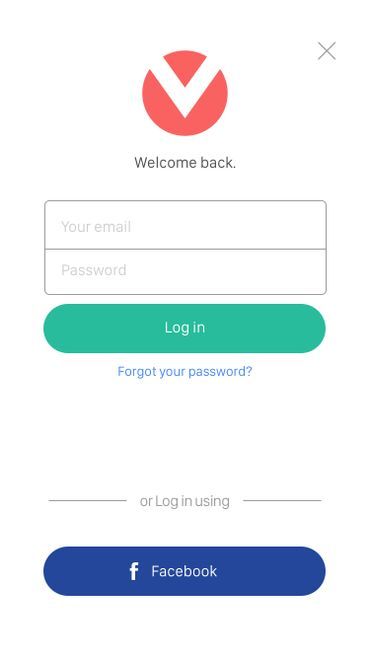 Welcome back.
Your email
Password
Log in
Forgot your password?
or Log in using
f Facebook